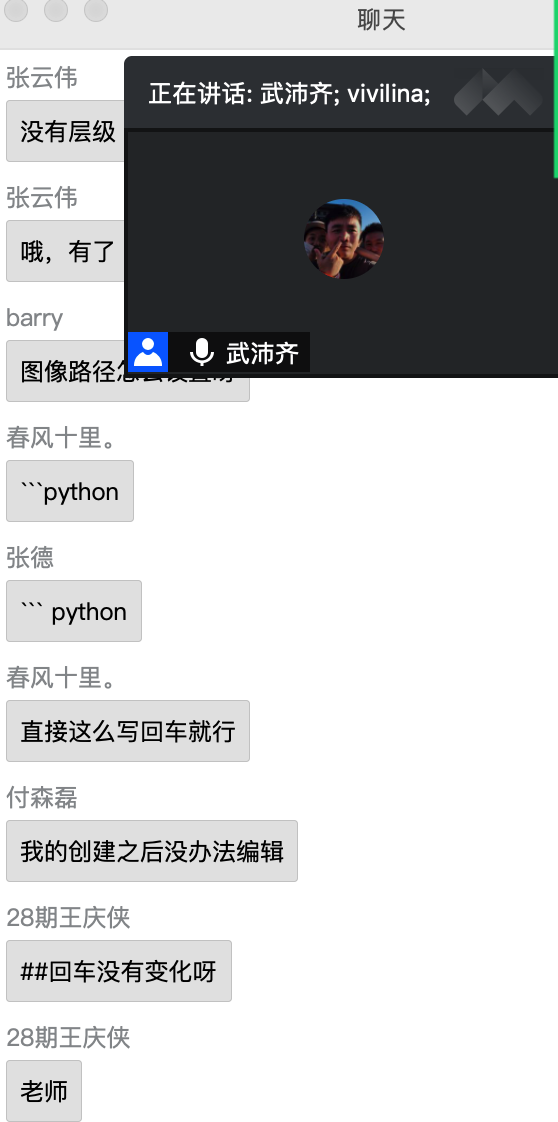 聊天
正在讲话: 武沛齐; vivilina;
武沛齐
张云伟
没有层级
张云伟
哦，有了
barry
图像路径
春风十里。
```python
张德
``` python
春风十里。
直接这么写回车就行
付森磊
我的创建之后没办法编辑
28期王庆侠
##回车没有变化呀
28期王庆侠
老师